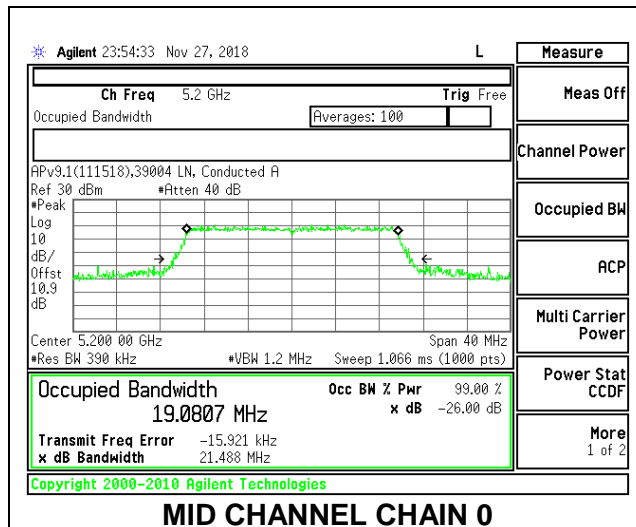 Agilent 23:54:33 Nov 27, 2018 L
Measure
Ch Freq 5.2 GHz Trig Free
Meas Off
Occupied Bandwidth Averages: 100
Channel Power
APv9.1(111518),39004 LN, Conducted A
Ref 30 dBm #Atten 40 dB
#Peak
Log
10
dB/
Offst
10.9
dB
Occupied BW
ACP
Center 5.200 00 GHz Span 40 MHz
#Res BW 390 kHz #VBW 1.2 MHz Sweep 1.066 ms (1000 pts)
Multi Carrier
Power
Occupied Bandwidth Occ BW % Pwr 99.00 %
19.0807 MHz x dB -26.00 dB
Power Stat
CCDF
Transmit Freq Error -15.921 kHz
x dB Bandwidth 21.488 MHz
More
1 of 2
Copyright 2000-2010 Agilent Technologies
MID CHANNEL CHAIN 0